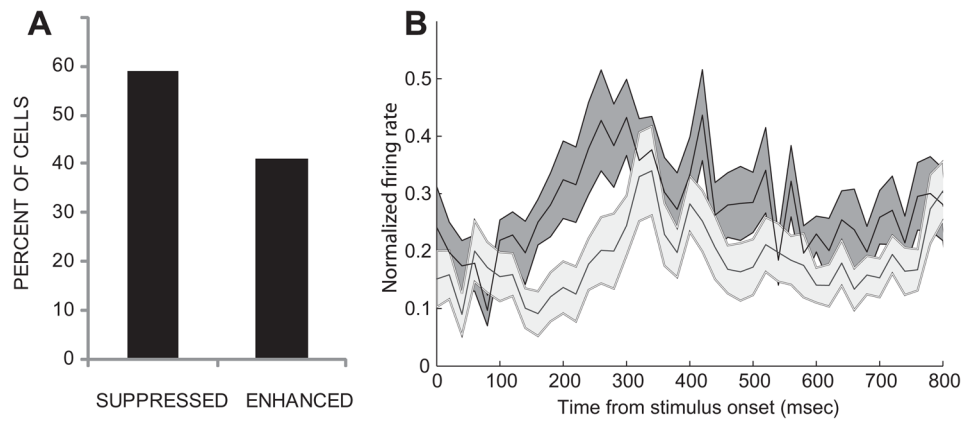 A
PERCENT OF CELLS
60
50
40
30
20
10
0
SUPPRESSED ENHANCED
B
Normalized firing rate
0.5
0.4
0.3
0.2
0.1
0
0 100 200 300 400 500 600 700 800
Time from stimulus onset (msec)